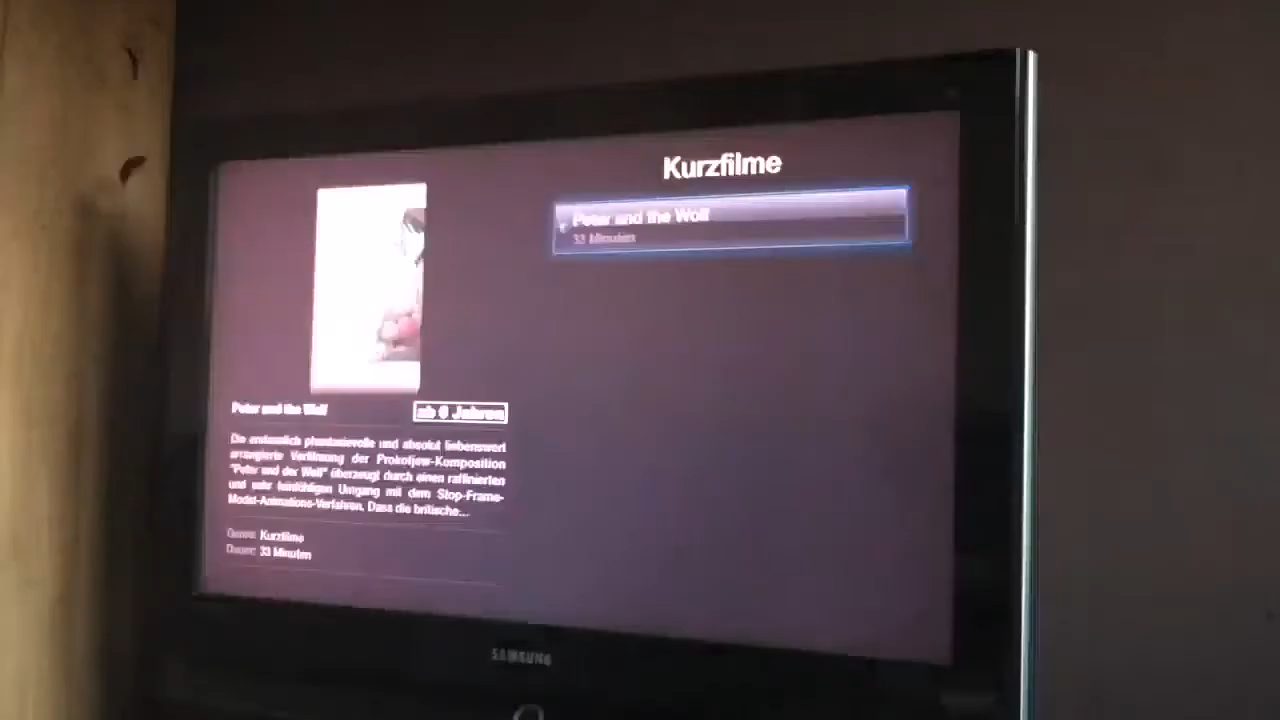 Kurzfilme
Peter and the Wolf
33 Minuten
Peter and the Wolf
ab 6 Jahren
Die erstaunlich phantasievolle und absolut liebenswert
arrangierte Verfilmung der Prokofjew-Komposition
"Peter und der Wolf" überzeugt durch einen raffinierten
und sehr feinfühligen Umgang mit dem Stop-Frame-
Model-Animations-Verfahren. Dass die britische...
Genre: Kurzfilme
Dauer: 33 Minuten
SAMSUNG